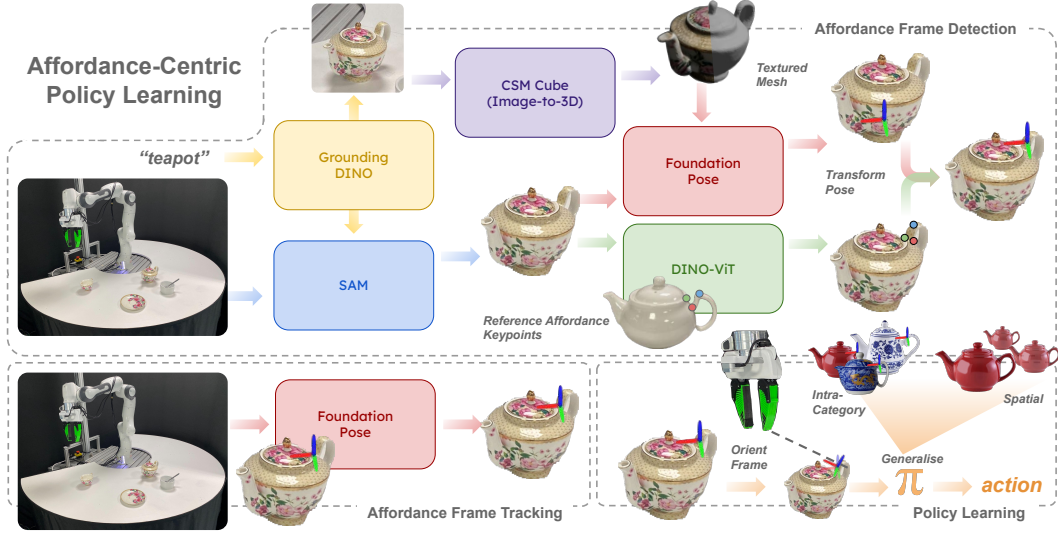 Affordance-Centric
Policy Learning
Affordance Frame Detection
CSM Cube
(Image-to-3D)
Textured
Mesh
"teapot"
Grounding
DINO
Foundation
Pose
Transform
Pose
SAM
DINO-ViT
Reference Affordance
Keypoints
Foundation
Pose
Affordance Frame Tracking
Intra-
Category
Spatial
Orient
Frame
Generalise
π
action
Policy Learning